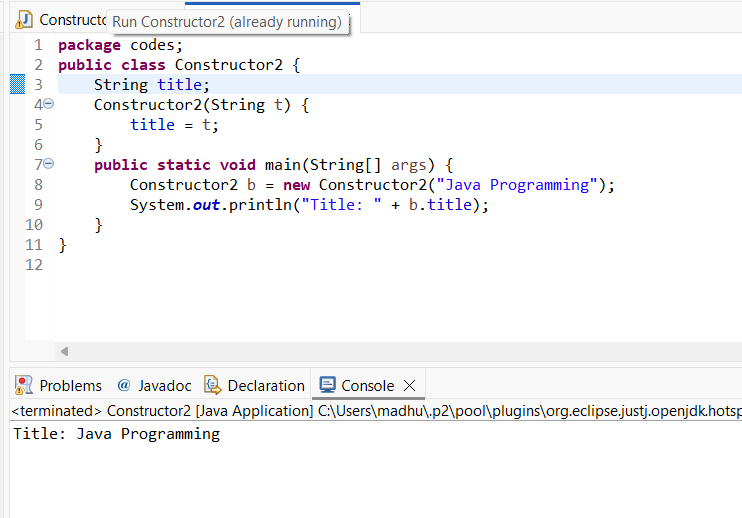 Constructo
Run Constructor2 (already running)
1 package codes;
2 public class Constructor2 {
3 String title;
4 Constructor2(String t) {
5 title = t;
6 }
7 public static void main(String[] args) {
8 Constructor2 b = new Constructor2("Java Programming");
9 System.out.println("Title: " + b.title);
10 }
11 }
12
Problems @ Javadoc Declaration Console
<terminated> Constructor2 [Java Application] C:\Users\madhu\.p2\pool\plugins\org.eclipse.justj.openjdk.hotsp
Title: Java Programming